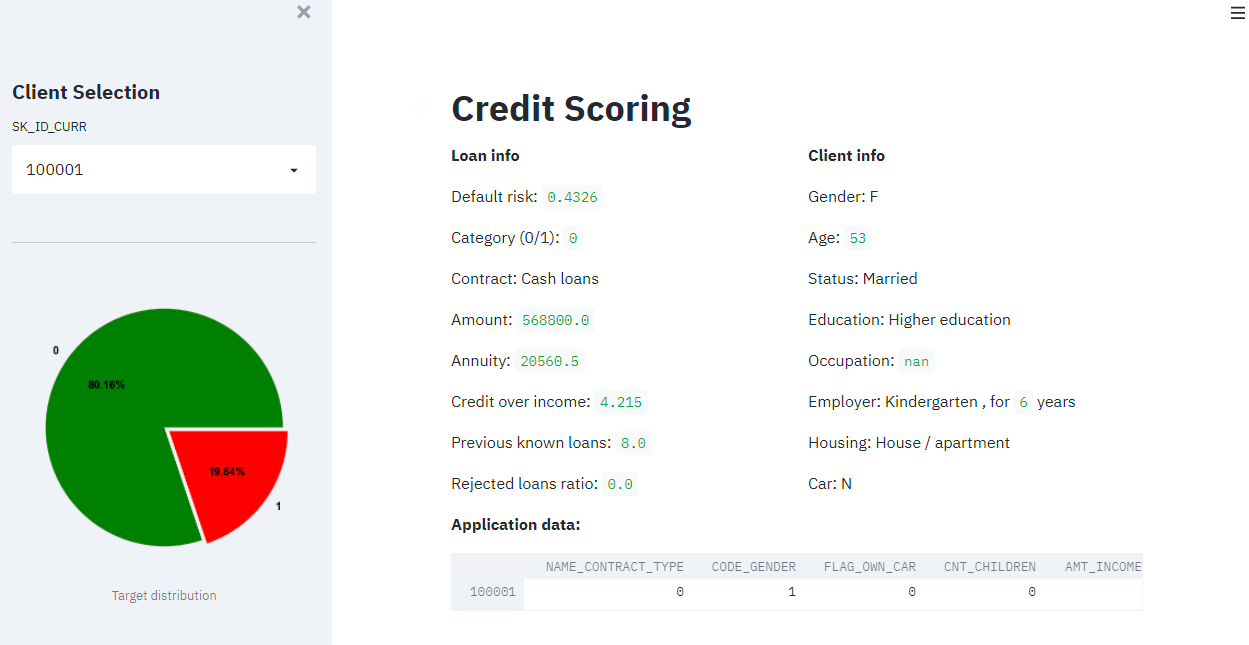 Client Selection
SK_ID_CURR
100001
0
80.16%
19.84%
1
Target distribution
Credit Scoring
Loan info
Default risk: 0.4326
Category (0/1): 0
Contract: Cash loans
Amount: 568800.0
Annuity: 20560.5
Credit over income: 4.215
Previous known loans: 8.0
Rejected loans ratio: 0.0
Client info
Gender: F
Age: 53
Status: Married
Education: Higher education
Occupation: nan
Employer: Kindergarten , for 6 years
Housing: House / apartment
Car: N
Application data:
NAME_CONTRACT_TYPE CODE_GENDER FLAG_OWN_CAR CNT_CHILDREN AMT_INCOME
100001 0 1 0 0